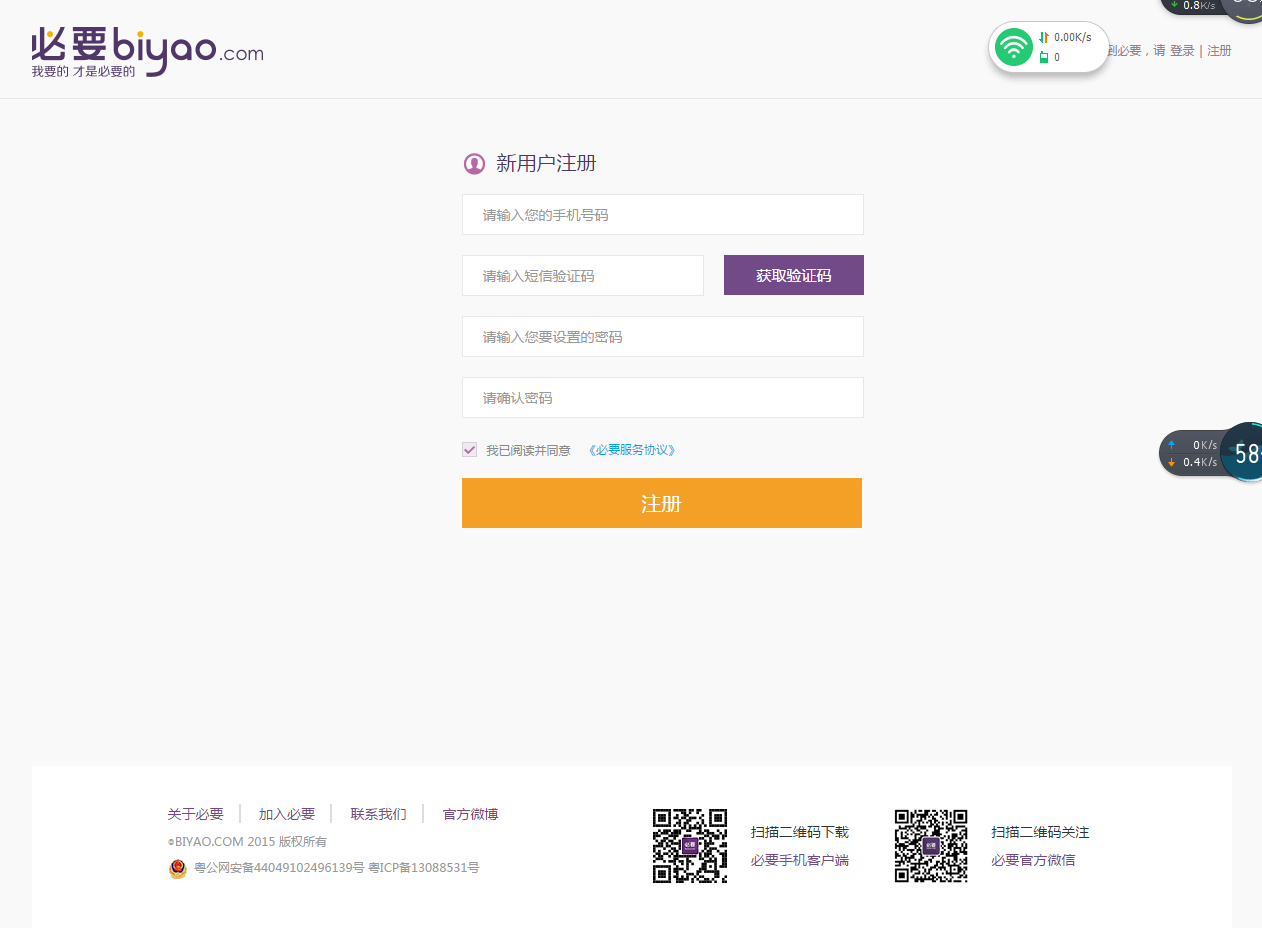 0.8K/s
必要biyao.com
我要的 才是必要的
0.00K/s
0
到必要，请 登录 | 注册
新用户注册
请输入您的手机号码
请输入短信验证码
获取验证码
请输入您要设置的密码
请确认密码
我已阅读并同意 《必要服务协议》
0K/s
0.4K/s
58
注册
关于必要
加入必要
联系我们
官方微博
©BIYAO.COM 2015 版权所有
粤公网安备44049102496139号 粤ICP备13088531号
必要
扫描二维码下载
必要手机客户端
必要
扫描二维码关注
必要官方微信